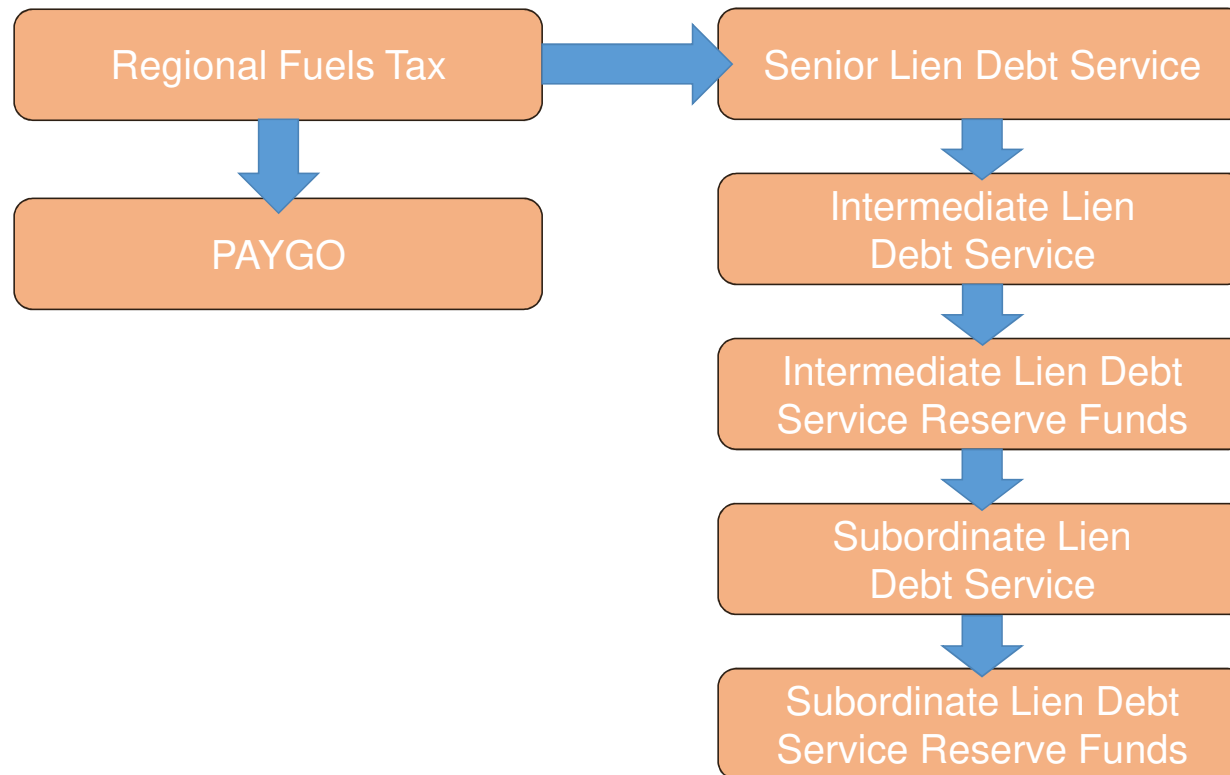 Regional Fuels Tax
Senior Lien Debt Service
PAYGO
Intermediate Lien
Debt Service
Intermediate Lien Debt
Service Reserve Funds
Subordinate Lien
Debt Service
Subordinate Lien Debt
Service Reserve Funds